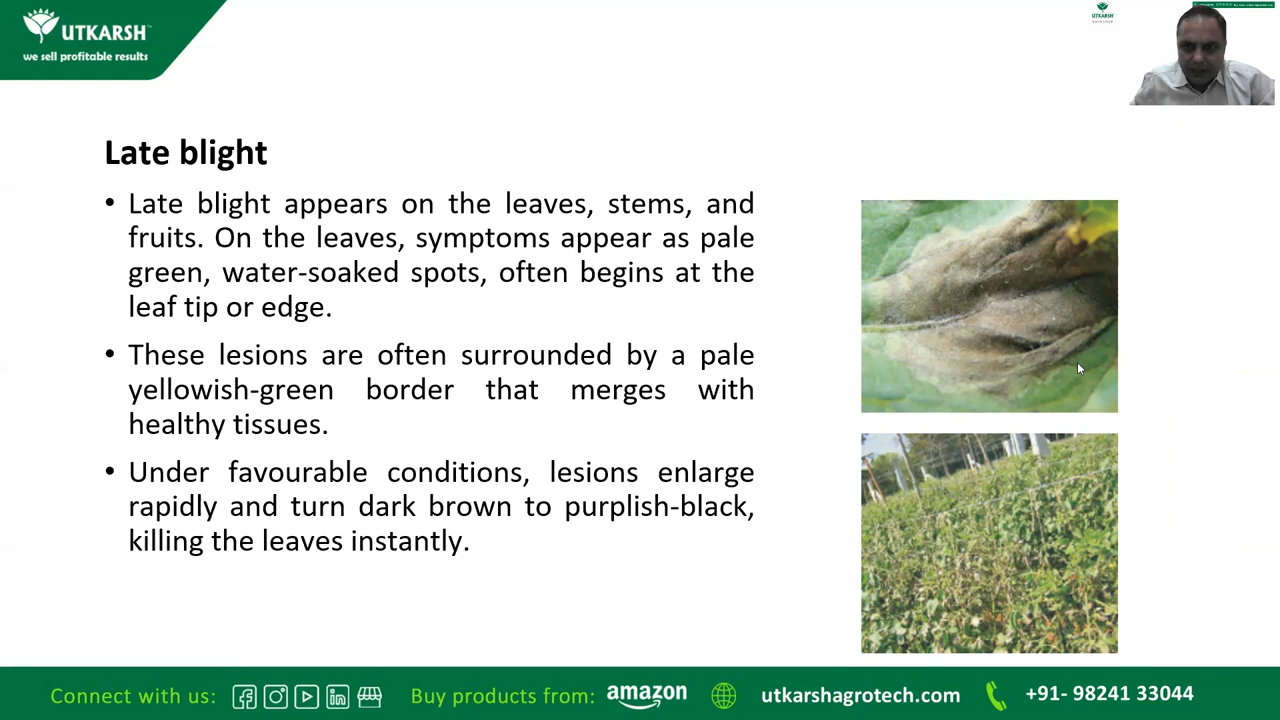 UTKARSH
we sell profitable results
UTKARSH
Late blight
• Late blight appears on the leaves, stems, and
fruits. On the leaves, symptoms appear as pale
green, water-soaked spots, often begins at the
leaf tip or edge.
• These lesions are often surrounded by a pale
yellowish-green border that merges with
healthy tissues.
• Under favourable conditions, lesions enlarge
rapidly and turn dark brown to purplish-black,
killing the leaves instantly.
Connect with us:
Buy products from: amazon
utkarshagrotech.com
+91- 98241 33044